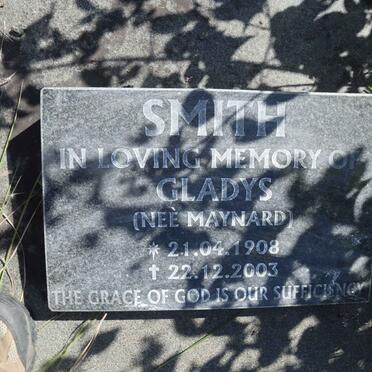 SMITH
IN LOVING MEMORY OF
GLADYS
(NEÈ MAYNARD)
* 21.04.1908
† 22.12.2003
THE GRACE OF GOD IS OUR SUFFICIENCY